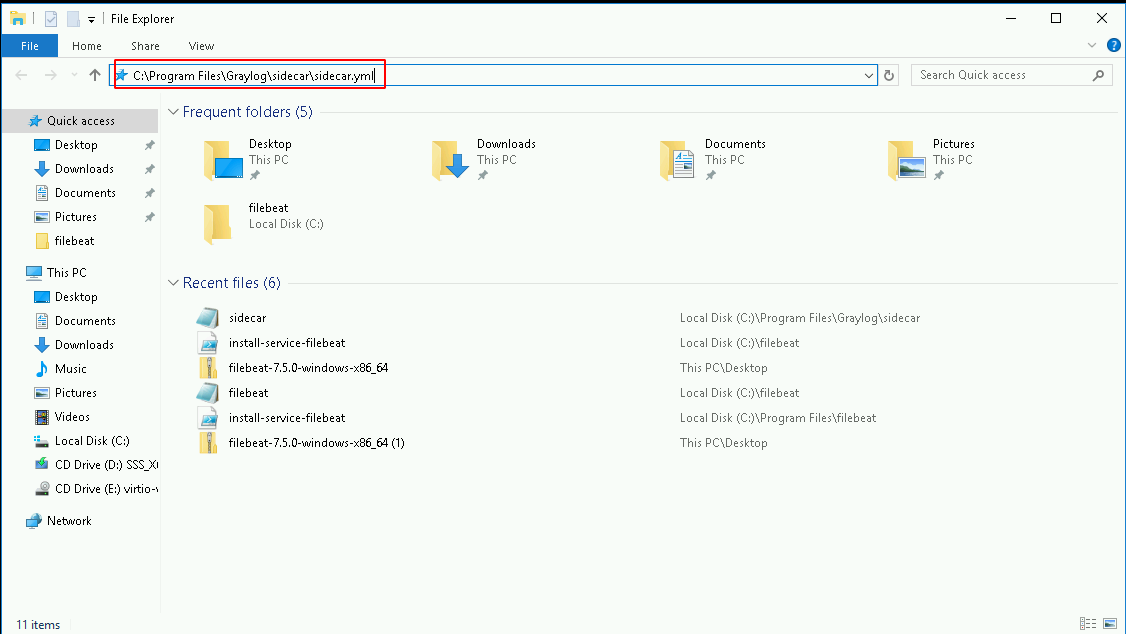 File Explorer
File Home Share View
C:\Program Files\Graylog\sidecar\sidecar.yml Search Quick access
Quick access
Desktop
Downloads
Documents
Pictures
filebeat
This PC
Desktop
Documents
Downloads
Music
Pictures
Videos
Local Disk (C:)
CD Drive (D:) SSS_X
CD Drive (E:) virtio-
Network
Frequent folders (5)
Desktop
This PC
Downloads
This PC
Documents
This PC
Pictures
This PC
filebeat
Local Disk (C:)
Recent files (6)
sidecar Local Disk (C:)\Program Files\Graylog\sidecar
install-service-filebeat Local Disk (C:)\filebeat
filebeat-7.5.0-windows-x86_64 This PC\Desktop
filebeat Local Disk (C:)\filebeat
install-service-filebeat Local Disk (C:)\Program Files\filebeat
filebeat-7.5.0-windows-x86_64 (1) This PC\Desktop
11 items